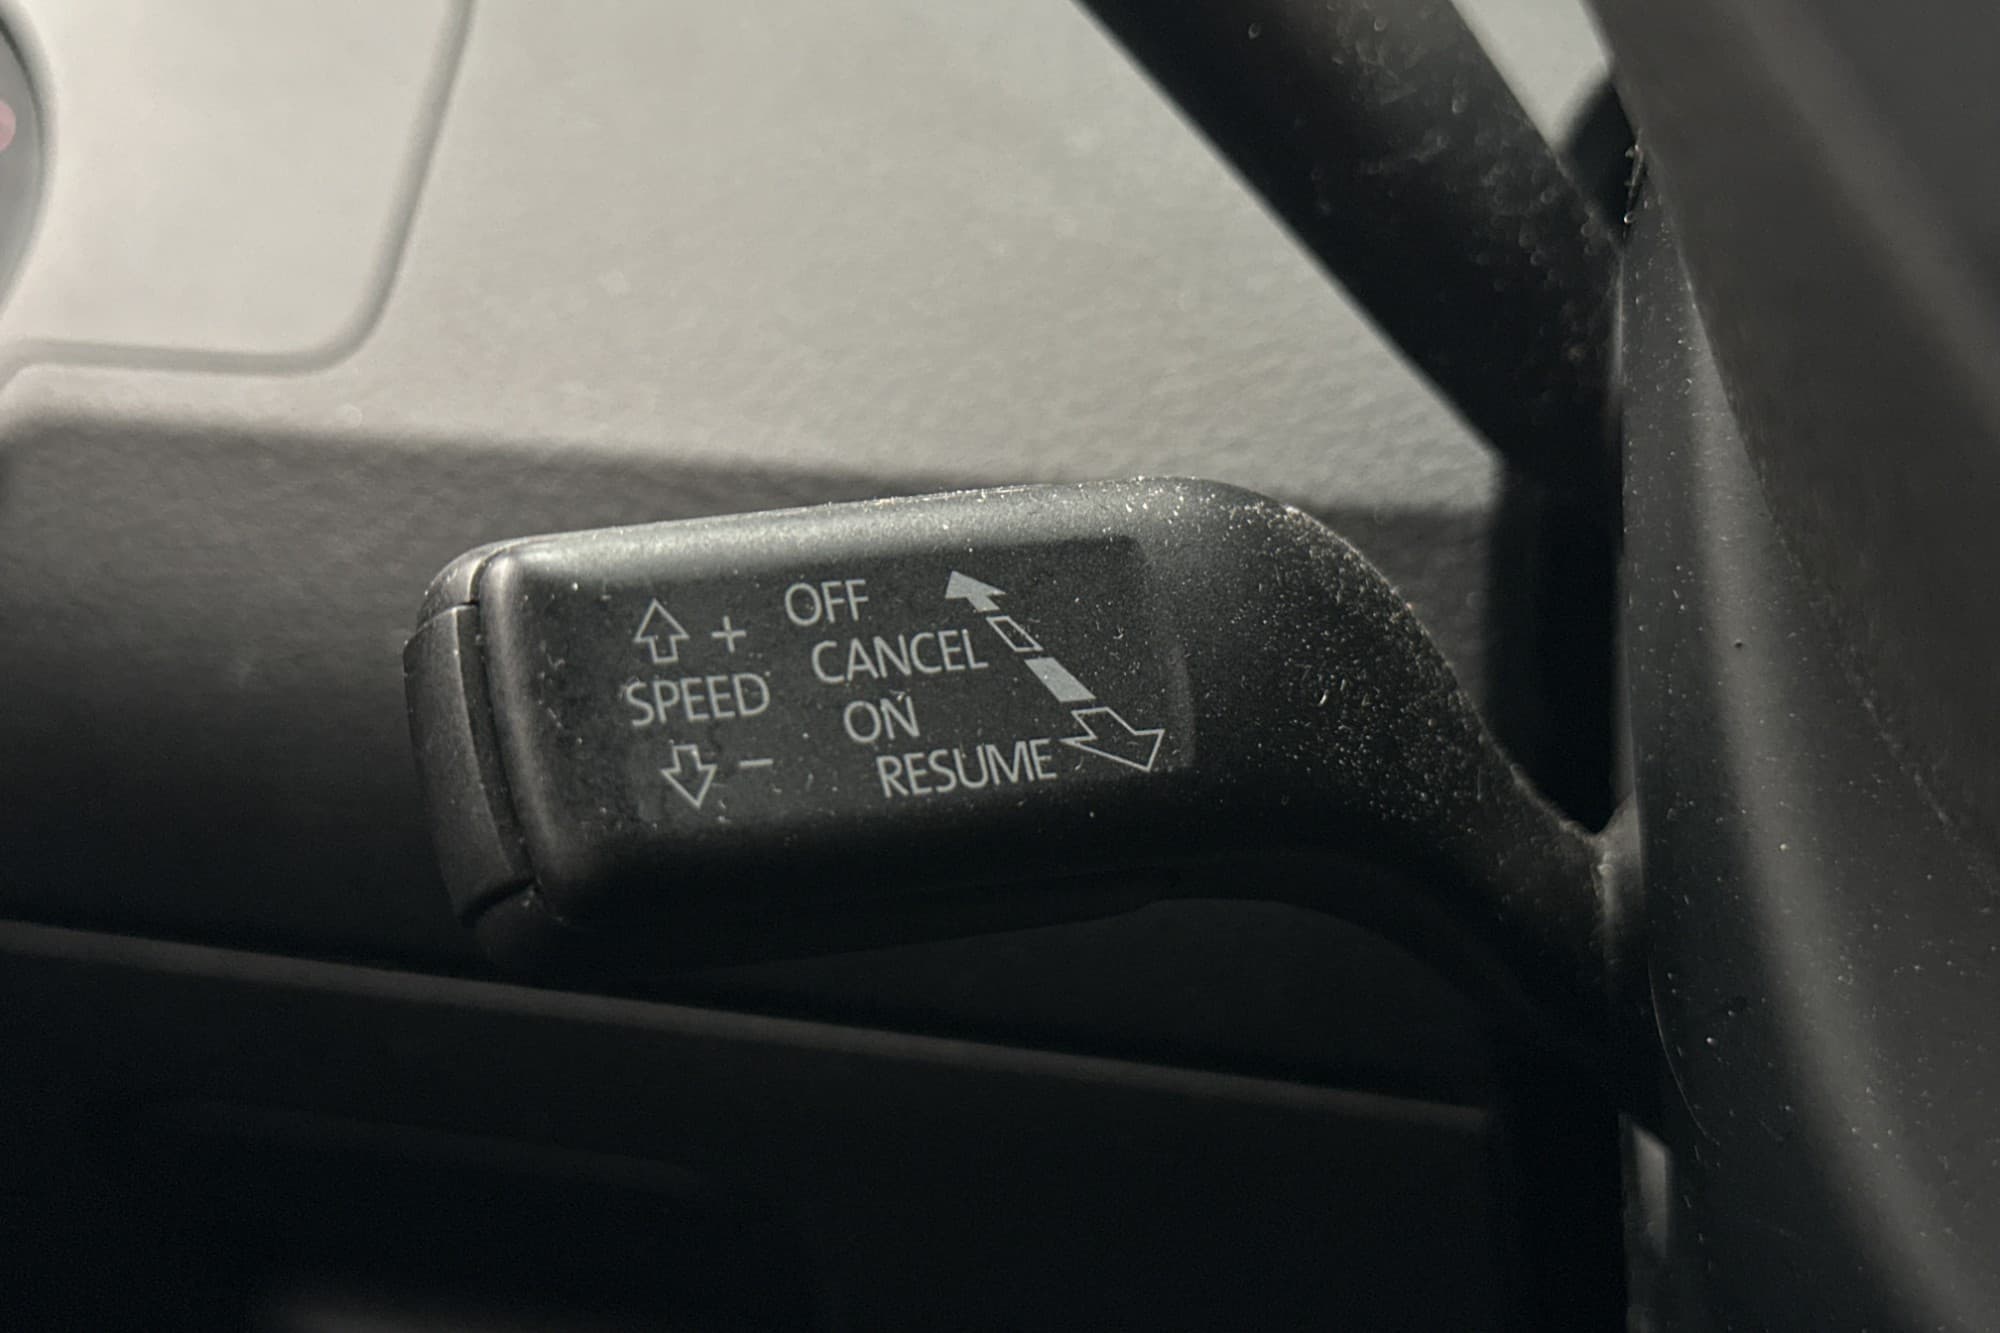 +
SPEED
−
OFF
CANCEL
ON
RESUME